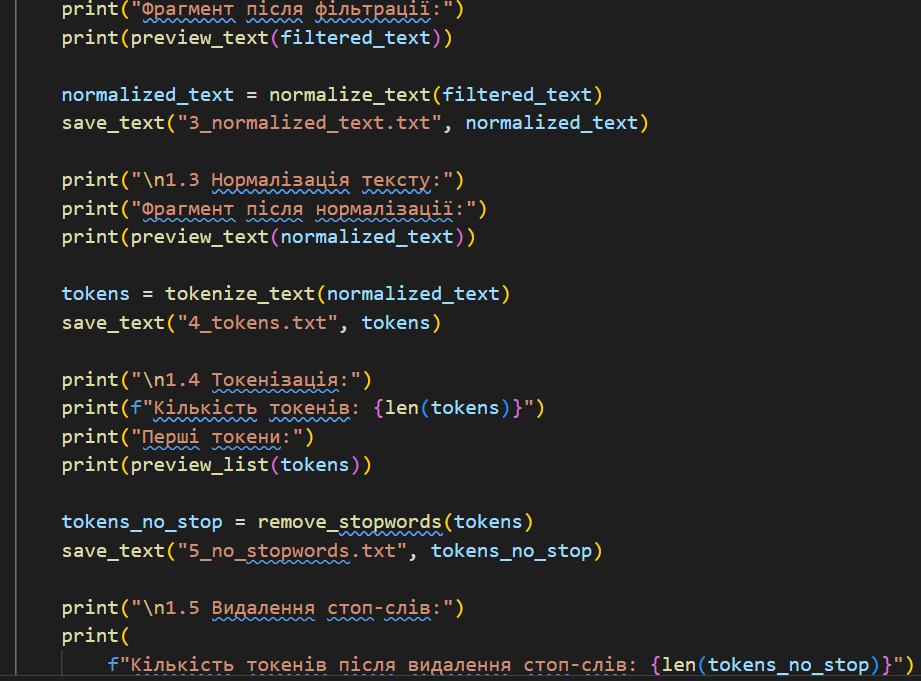 print("Фрагмент після фільтрації:")
print(preview_text(filtered_text))
normalized_text = normalize_text(filtered_text)
save_text("3_normalized_text.txt", normalized_text)
print("\n1.3 Нормалізація тексту:")
print("Фрагмент після нормалізації:")
print(preview_text(normalized_text))
tokens = tokenize_text(normalized_text)
save_text("4_tokens.txt", tokens)
print("\n1.4 Токенізація:")
print(f"Кількість токенів: {len(tokens)}")
print("Перші токени:")
print(preview_list(tokens))
tokens_no_stop = remove_stopwords(tokens)
save_text("5_no_stopwords.txt", tokens_no_stop)
print("\n1.5 Видалення стоп-слів:")
print(
f"Кількість токенів після видалення стоп-слів: {len(tokens_no_stop)}")